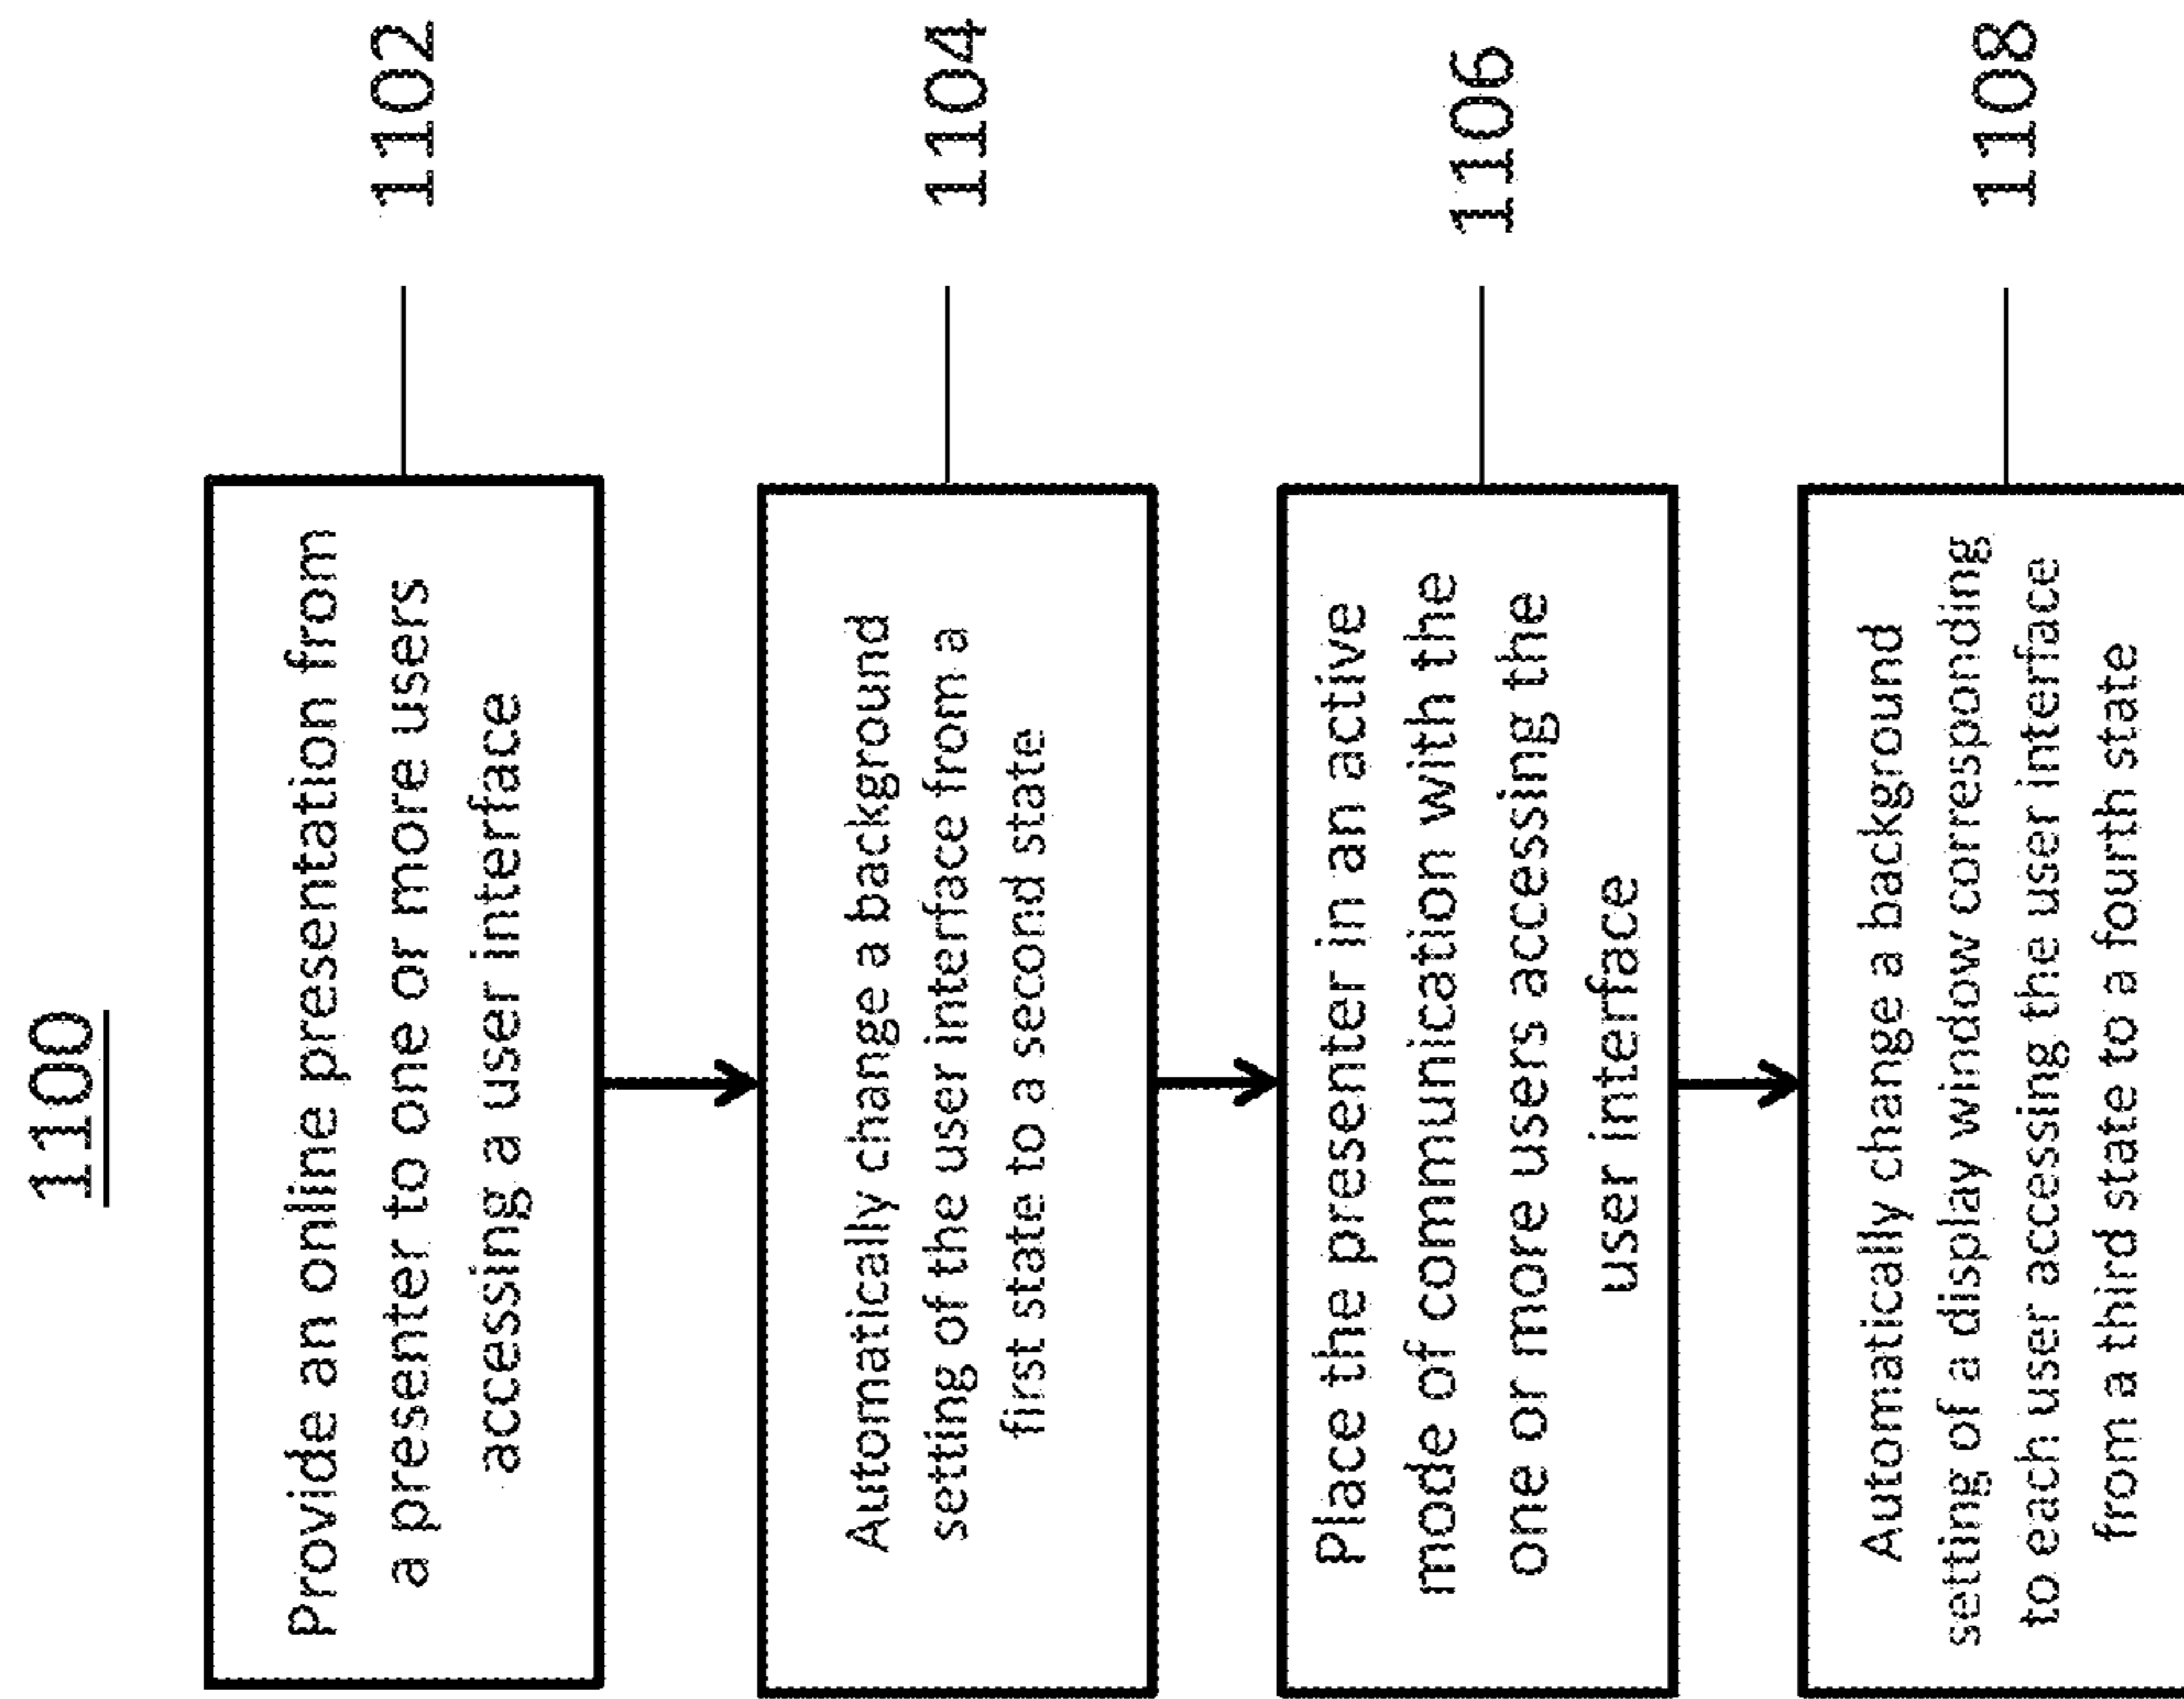 1100
Provide an online presentation from
a presenter to one or more users
accessing a user interface
1102
Automatically change a background
setting of the user interface from a
first state to a second state
1104
Place the presenter in an active
mode of communication with the
one or more users accessing the
user interface
1106
Automatically change a background
setting of a display window corresponding
to each user accessing the user interface
from a third state to a fourth state
1108